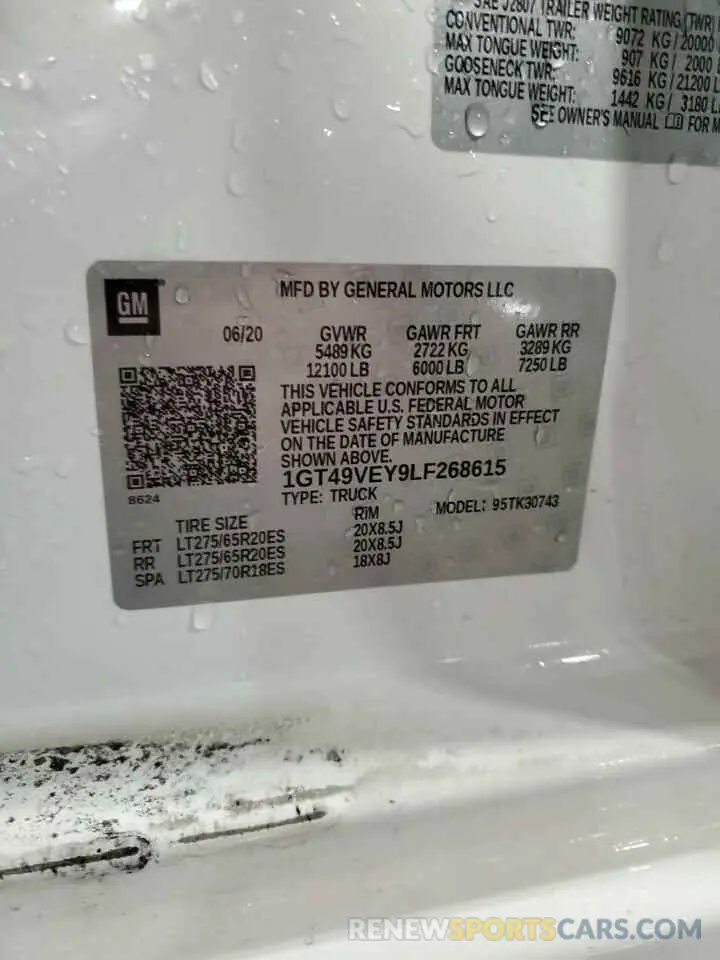 SAE J2807 TRAILER WEIGHT RATING (TWR)
CONVENTIONAL TWR: 9072 KG/20000
MAX TONGUE WEIGHT: 907 KG/ 2000
GOOSENECK TWR: 9616 KG/21200 L
MAX TONGUE WEIGHT: 1442 KG/ 3180 L
SEE OWNER'S MANUAL FOR M
GM
MFD BY GENERAL MOTORS LLC
06/20 GVWR GAWR FRT GAWR RR
5489 KG 2722 KG 3289 KG
12100 LB 6000 LB 7250 LB
THIS VEHICLE CONFORMS TO ALL
APPLICABLE U.S. FEDERAL MOTOR
VEHICLE SAFETY STANDARDS IN EFFECT
ON THE DATE OF MANUFACTURE
SHOWN ABOVE.
1GT49VEY9LF268615
8624
TYPE: TRUCK MODEL: 95TK30743
TIRE SIZE RIM
FRT LT275/65R20ES 20X8.5J
RR LT275/65R20ES 20X8.5J
SPA LT275/70R18ES 18X8J
RENEWSPORTSCARS.COM